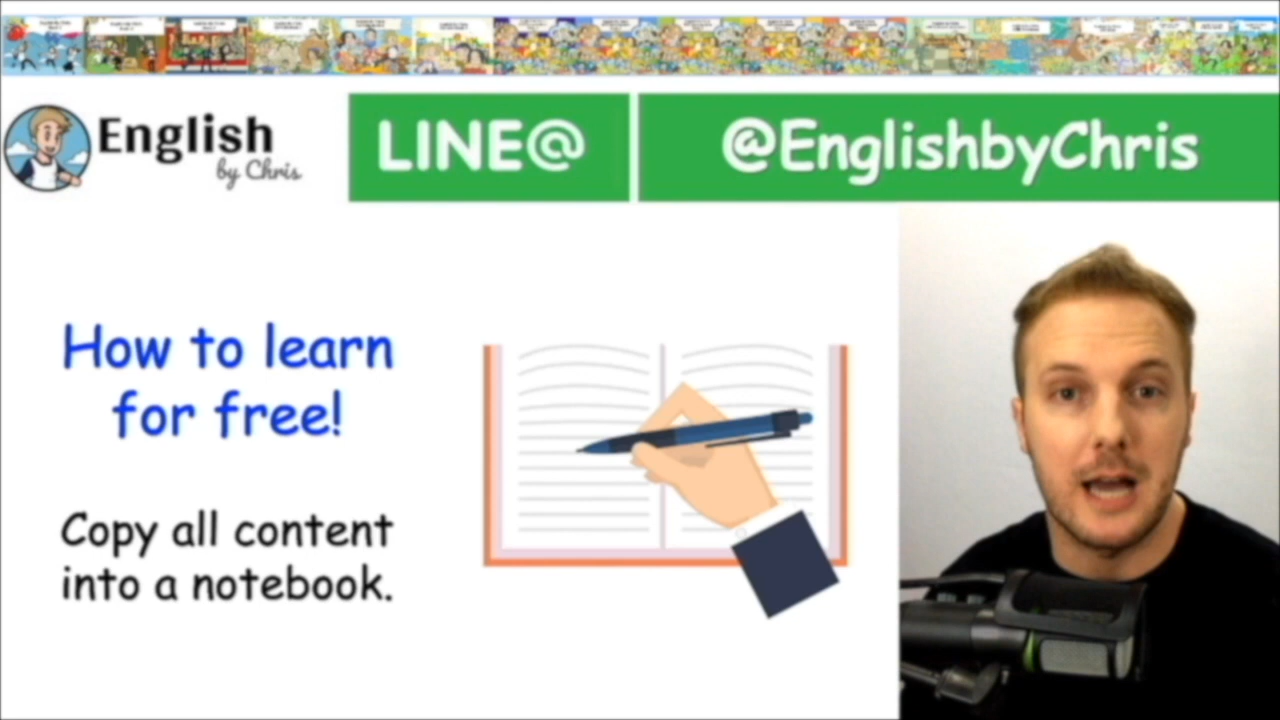 English
by Chris
LINE@
@EnglishbyChris
How to learn
for free!
Copy all content
into a notebook.